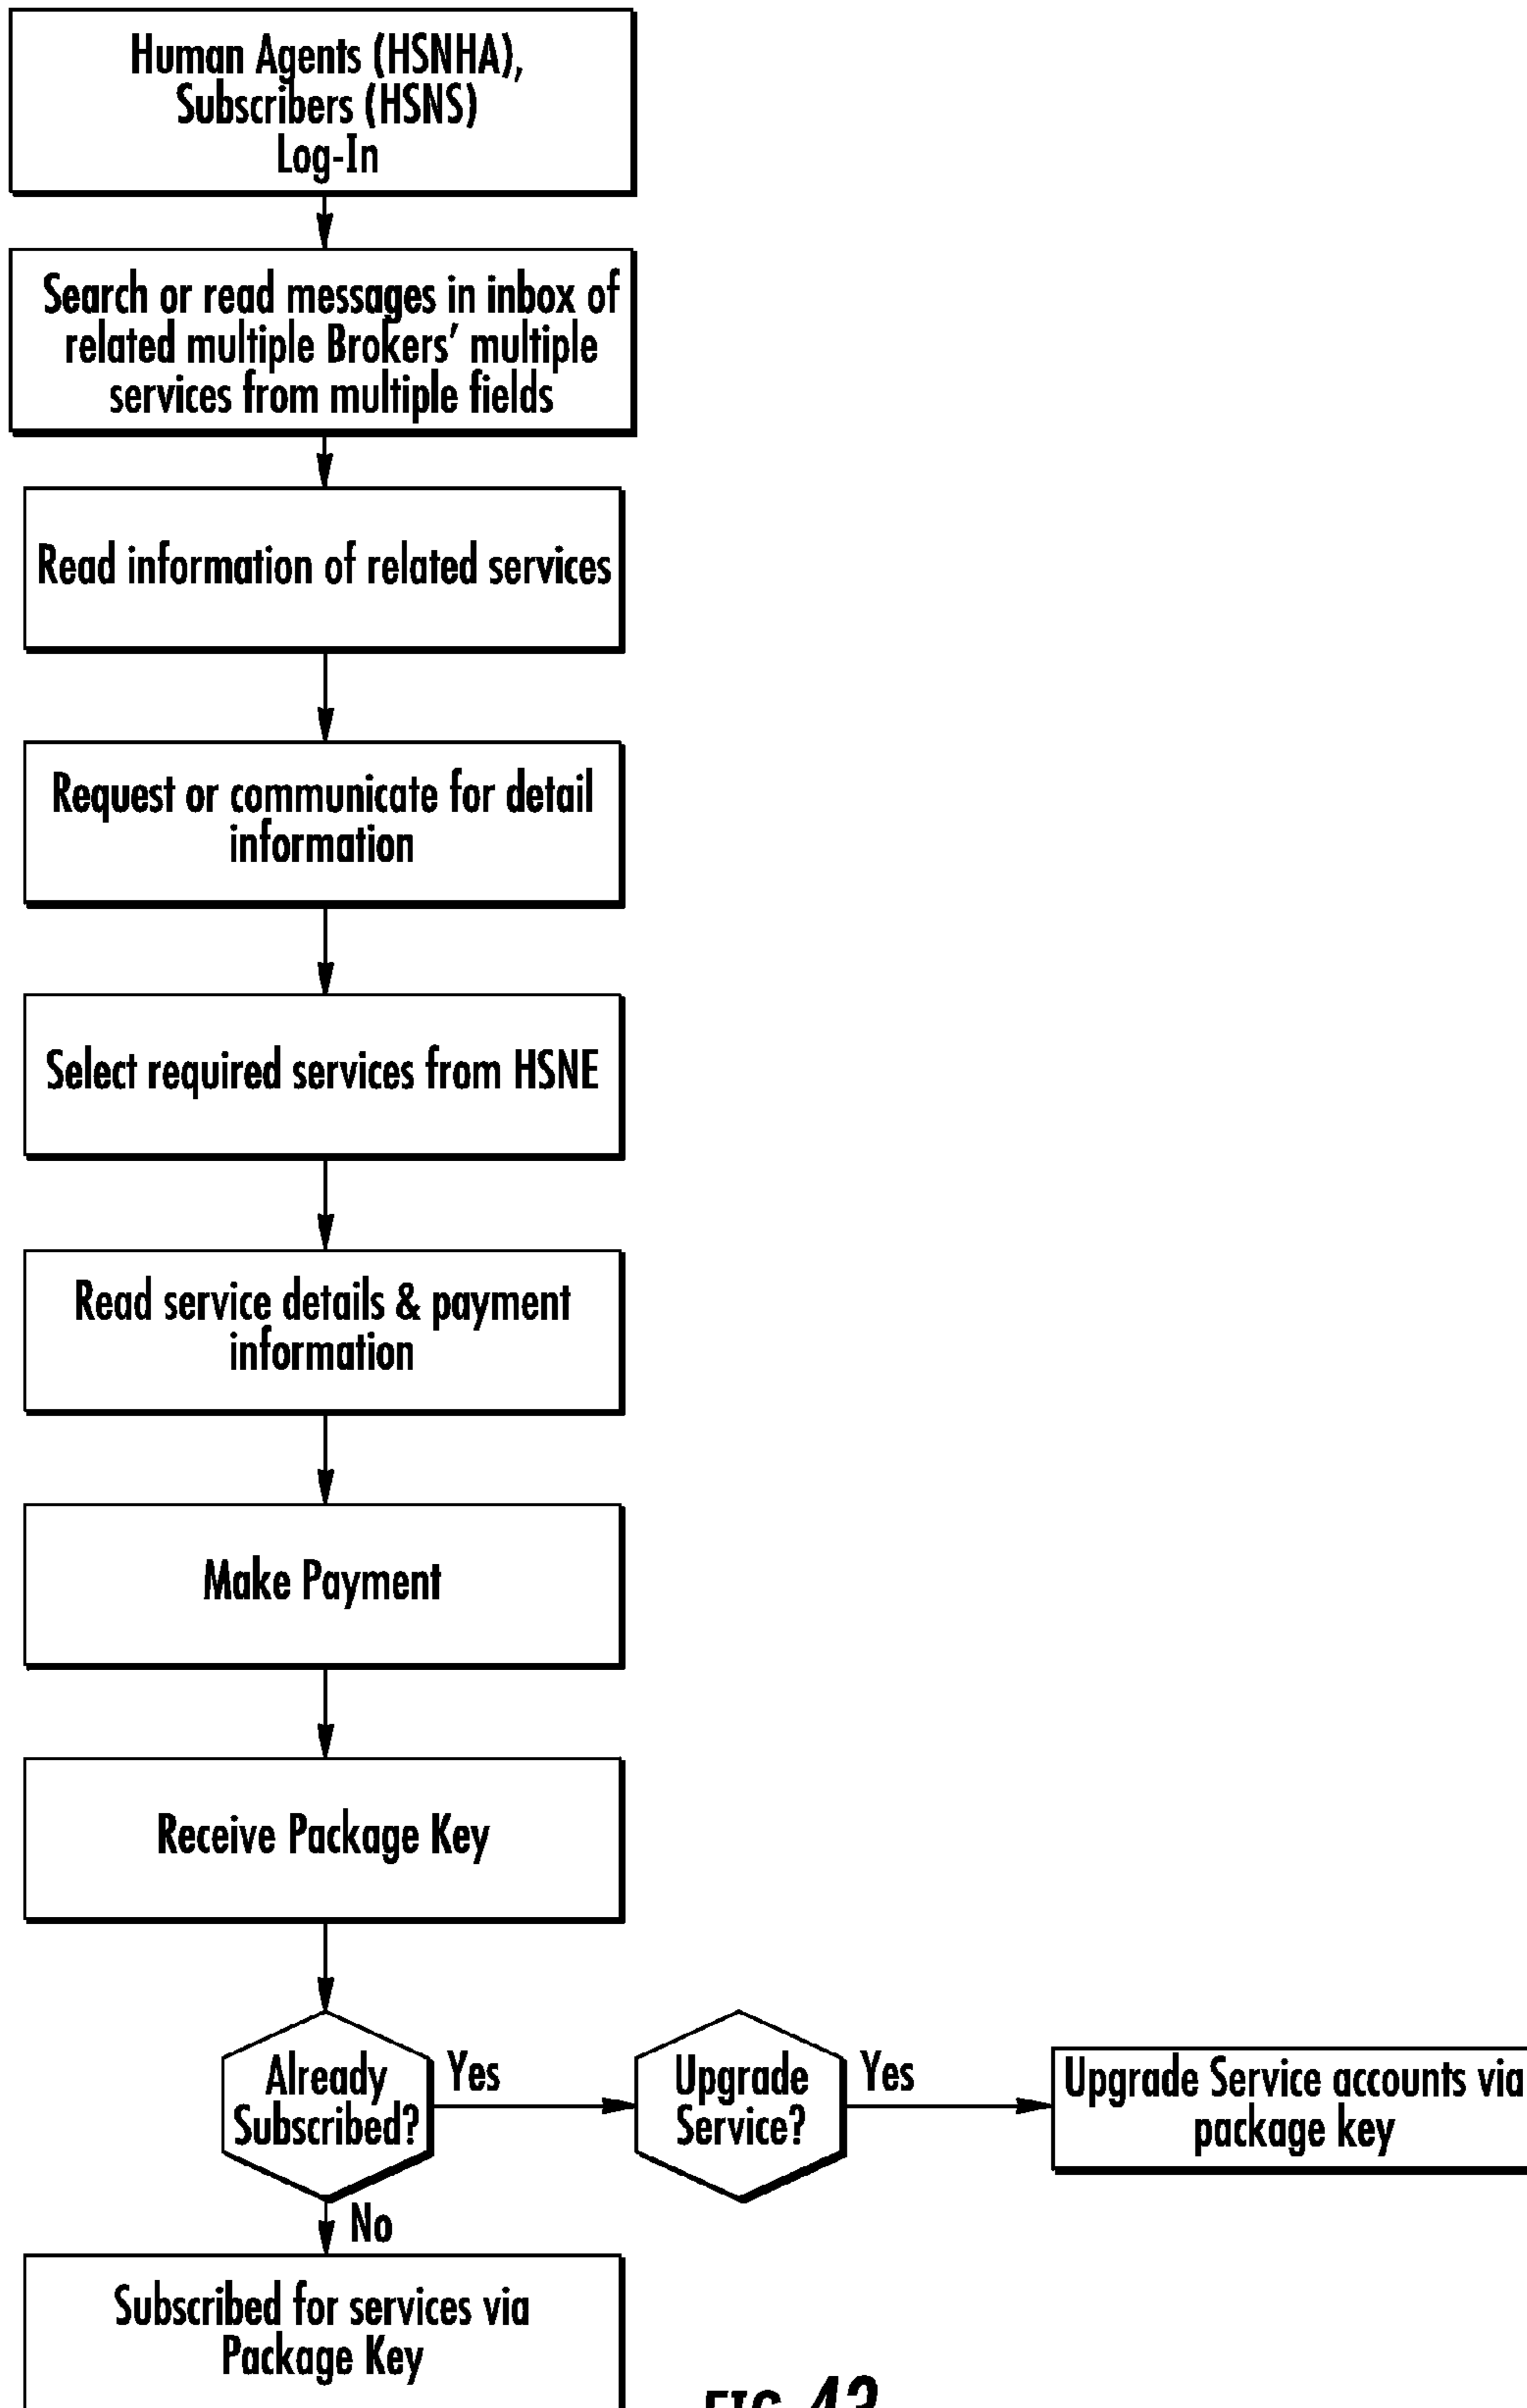 Human Agents (HSNHA),
Subscribers (HSNS)
Log-In
Search or read messages in inbox of
related multiple Brokers' multiple
services from multiple fields
Read information of related services
Request or communicate for detail
information
Select required services from HSNE
Read service details & payment
information
Make Payment
Receive Package Key
Already
Subscribed?
Yes
Upgrade
Service?
Yes
Upgrade Service accounts via
package key
No
Subscribed for services via
Package Key
FIG. 43